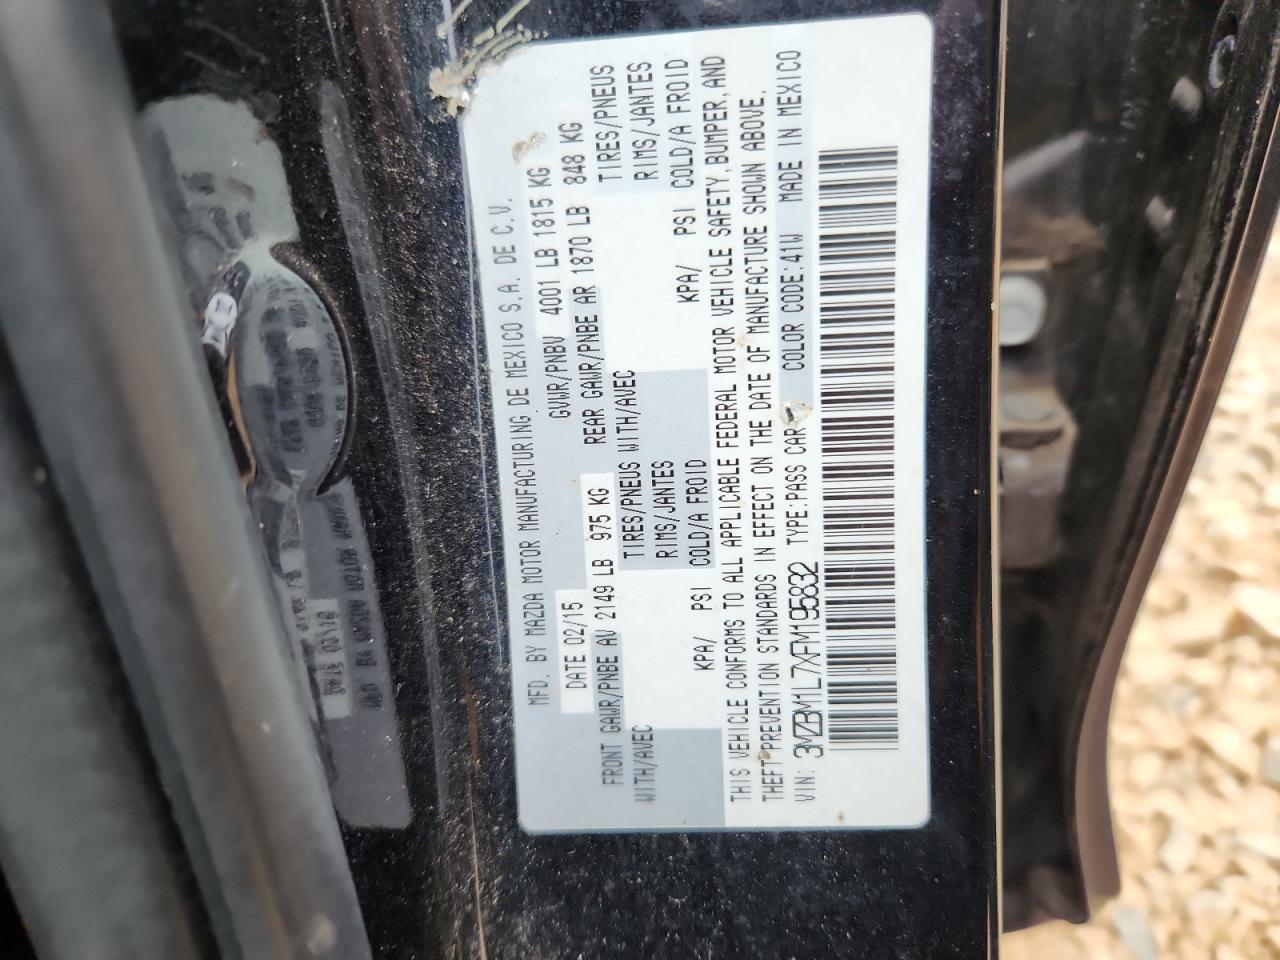 MFD. BY MAZDA MOTOR MANUFACTURING DE MEXICO S.A. DE C.V.
DATE 02/15 GVWR/PNBV 4001 LB 1815 KG
FRONT GAWR/PNBE AV 2149 LB 975 KG REAR GAWR/PNBE AR 1870 LB 848 KG
WITH/AVEC TIRES/PNEUS WITH/AVEC TIRES/PNEUS
RIMS/JANTES RIMS/JANTES
KPA/ PSI COLD/A FROID KPA/ PSI COLD/A FROID
THIS VEHICLE CONFORMS TO ALL APPLICABLE FEDERAL MOTOR VEHICLE SAFETY, BUMPER, AND
THEFT PREVENTION STANDARDS IN EFFECT ON THE DATE OF MANUFACTURE SHOWN ABOVE.
VIN: 3MZBM1L7XFM195832 TYPE:PASS CAR COLOR CODE:41W MADE IN MEXICO